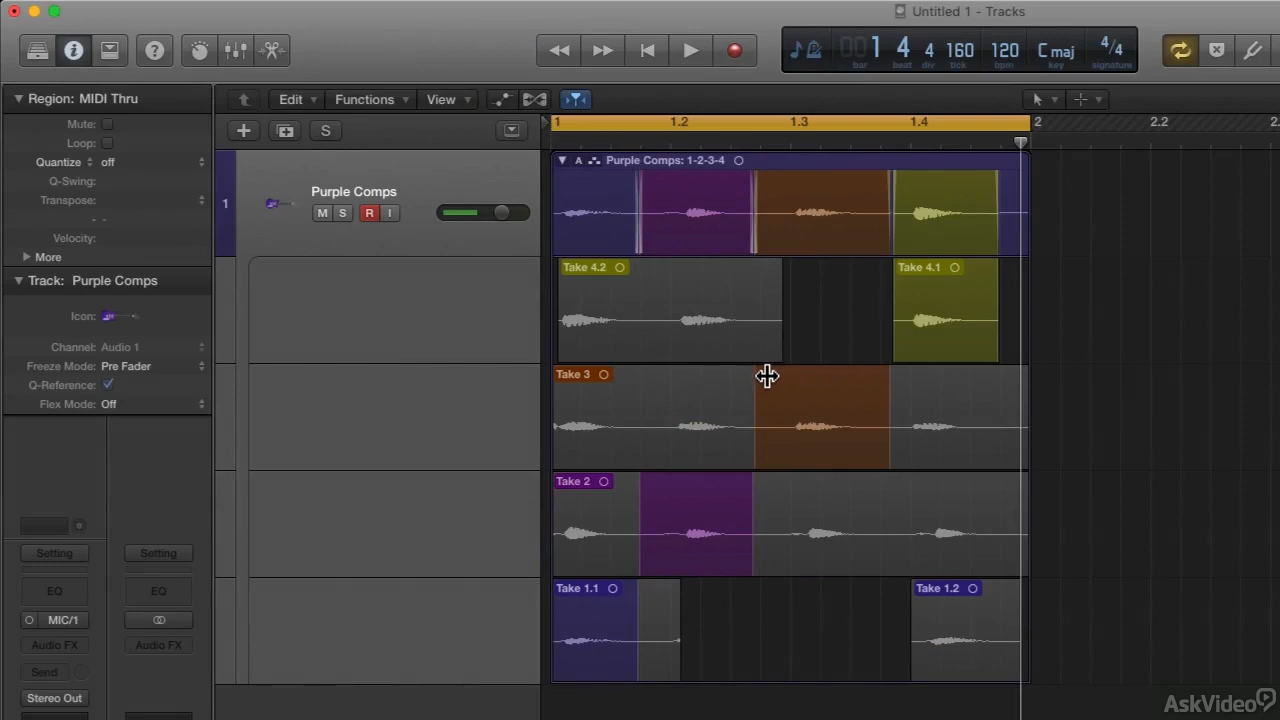 Untitled 1 - Tracks
001 4 4 160 120 C maj 4/4
bar beat div tick bpm key signature
Region: MIDI Thru
Mute:
Loop:
Quantize off
Q-Swing:
Transpose:
- -
Velocity:
More
Track: Purple Comps
Icon:
Channel: Audio 1
Freeze Mode: Pre Fader
Q-Reference:
Flex Mode: Off
Setting Setting
EQ EQ
MIC/1
Audio FX Audio FX
Send
Stereo Out
Edit Functions View
S
1 1.2 1.3 1.4 2 2.2 2.
1 Purple Comps
M S R I
A Purple Comps: 1-2-3-4
Take 4.2 Take 4.1
Take 3
Take 2
Take 1.1 Take 1.2
AskVideo